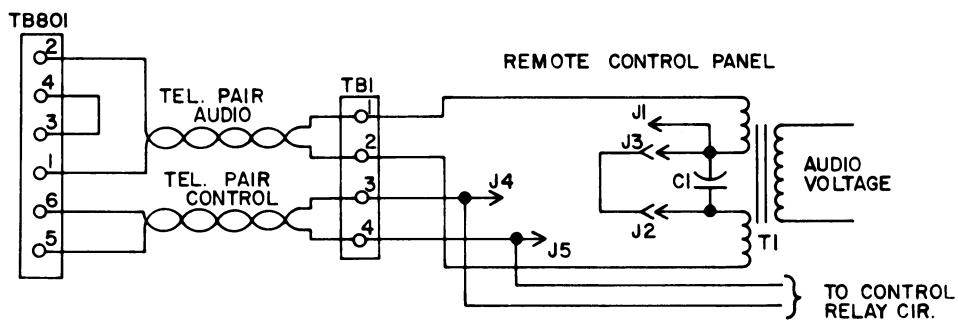 TB801
2
4
3
1
6
5
TEL. PAIR
AUDIO
TEL. PAIR
CONTROL
TB1
1
2
3
4
REMOTE CONTROL PANEL
J1
J3
C1
J2
J4
J5
T1
AUDIO
VOLTAGE
TO CONTROL
RELAY CIR.